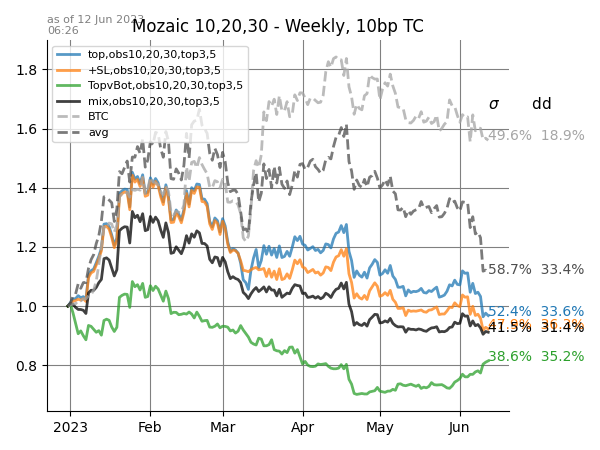 as of 12 Jun 2023
06:26
Mozaic 10,20,30 - Weekly, 10bp TC
top,obs10,20,30,top3,5
+SL,obs10,20,30,top3,5
TopvBot,obs10,20,30,top3,5
mix,obs10,20,30,top3,5
BTC
avg
σ dd
49.6% 18.9%
58.7% 33.4%
52.4% 33.6%
41.5% 31.4%
38.6% 35.2%
1.8
1.6
1.4
1.2
1.0
0.8
2023 Feb Mar Apr May Jun